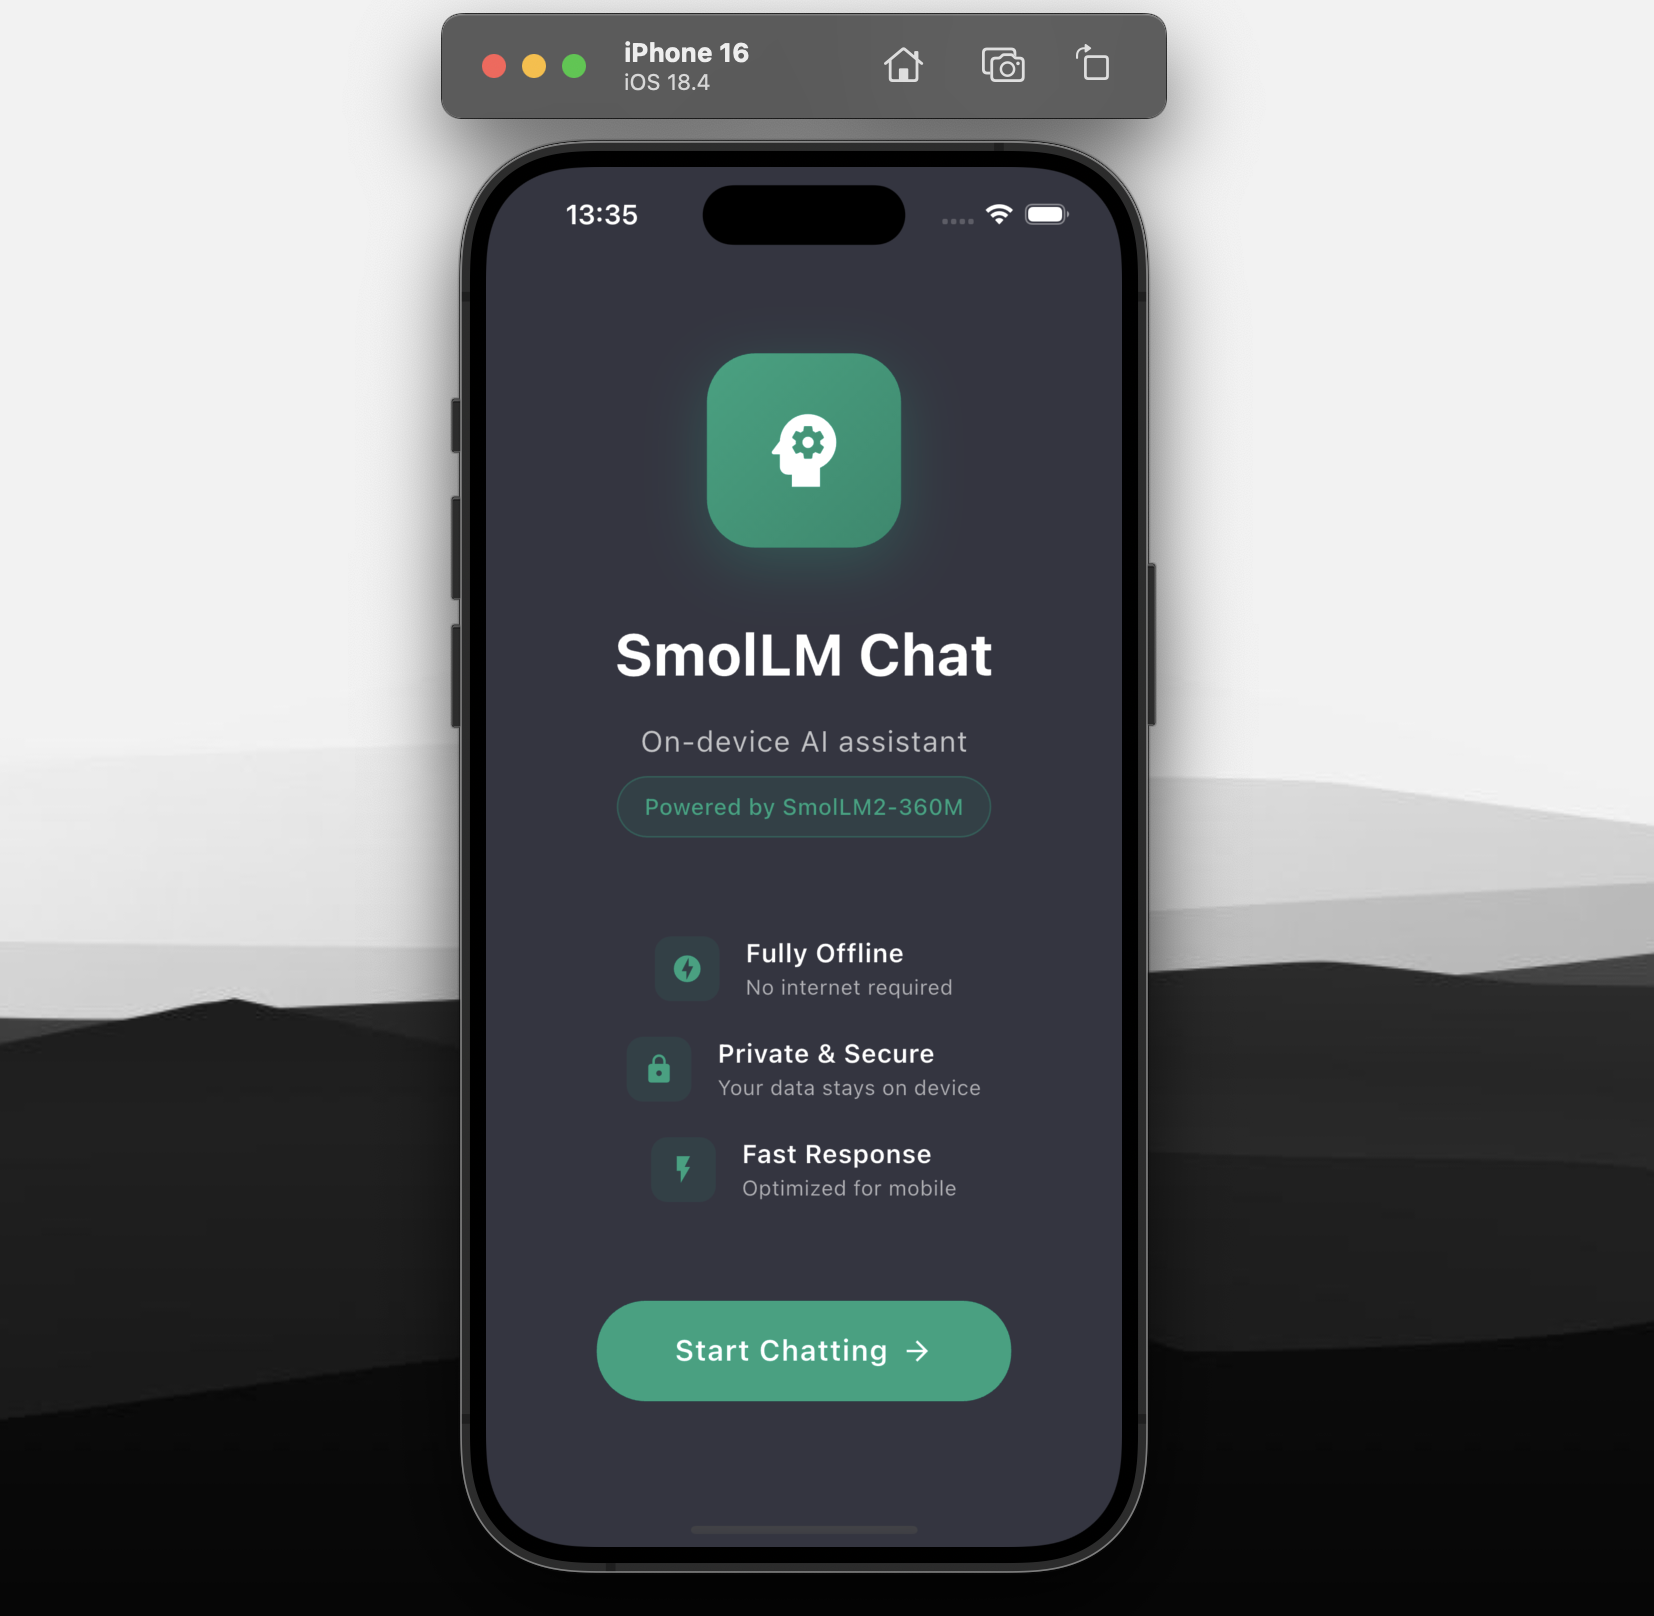 iPhone 16
iOS 18.4
13:35
SmolLM Chat
On-device AI assistant
Powered by SmolLM2-360M
Fully Offline
No internet required
Private & Secure
Your data stays on device
Fast Response
Optimized for mobile
Start Chatting →